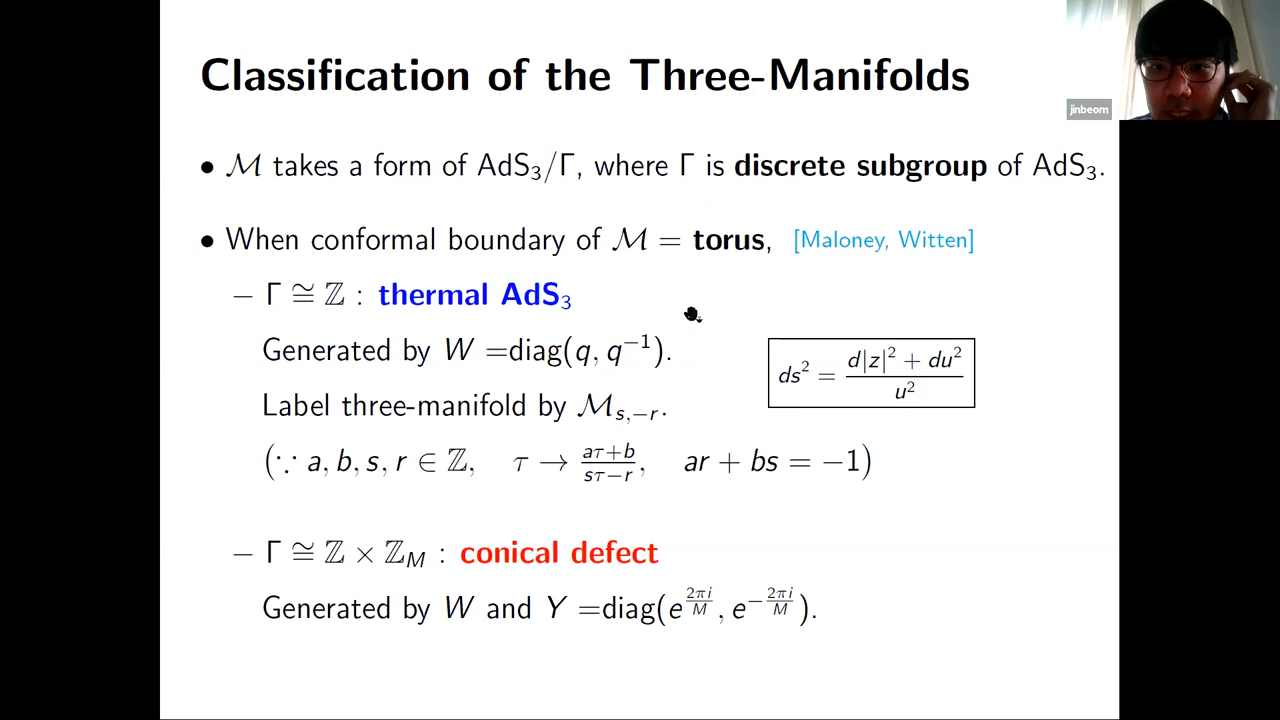 Classification of the Three-Manifolds
jinbeom
• ℳ takes a form of AdS₃/Γ, where Γ is discrete subgroup of AdS₃.
• When conformal boundary of ℳ = torus, [Maloney, Witten]
– Γ ≅ ℤ : thermal AdS₃
Generated by W =diag(q, q⁻¹).
ds² = (d|z|² + du²)/u²
Label three-manifold by ℳ_{s,−r}.
(∵ a, b, s, r ∈ ℤ, τ → (aτ+b)/(sτ−r), ar + bs = −1)
– Γ ≅ ℤ × ℤ_M : conical defect
Generated by W and Y =diag(e^{2πi/M}, e^{−2πi/M}).